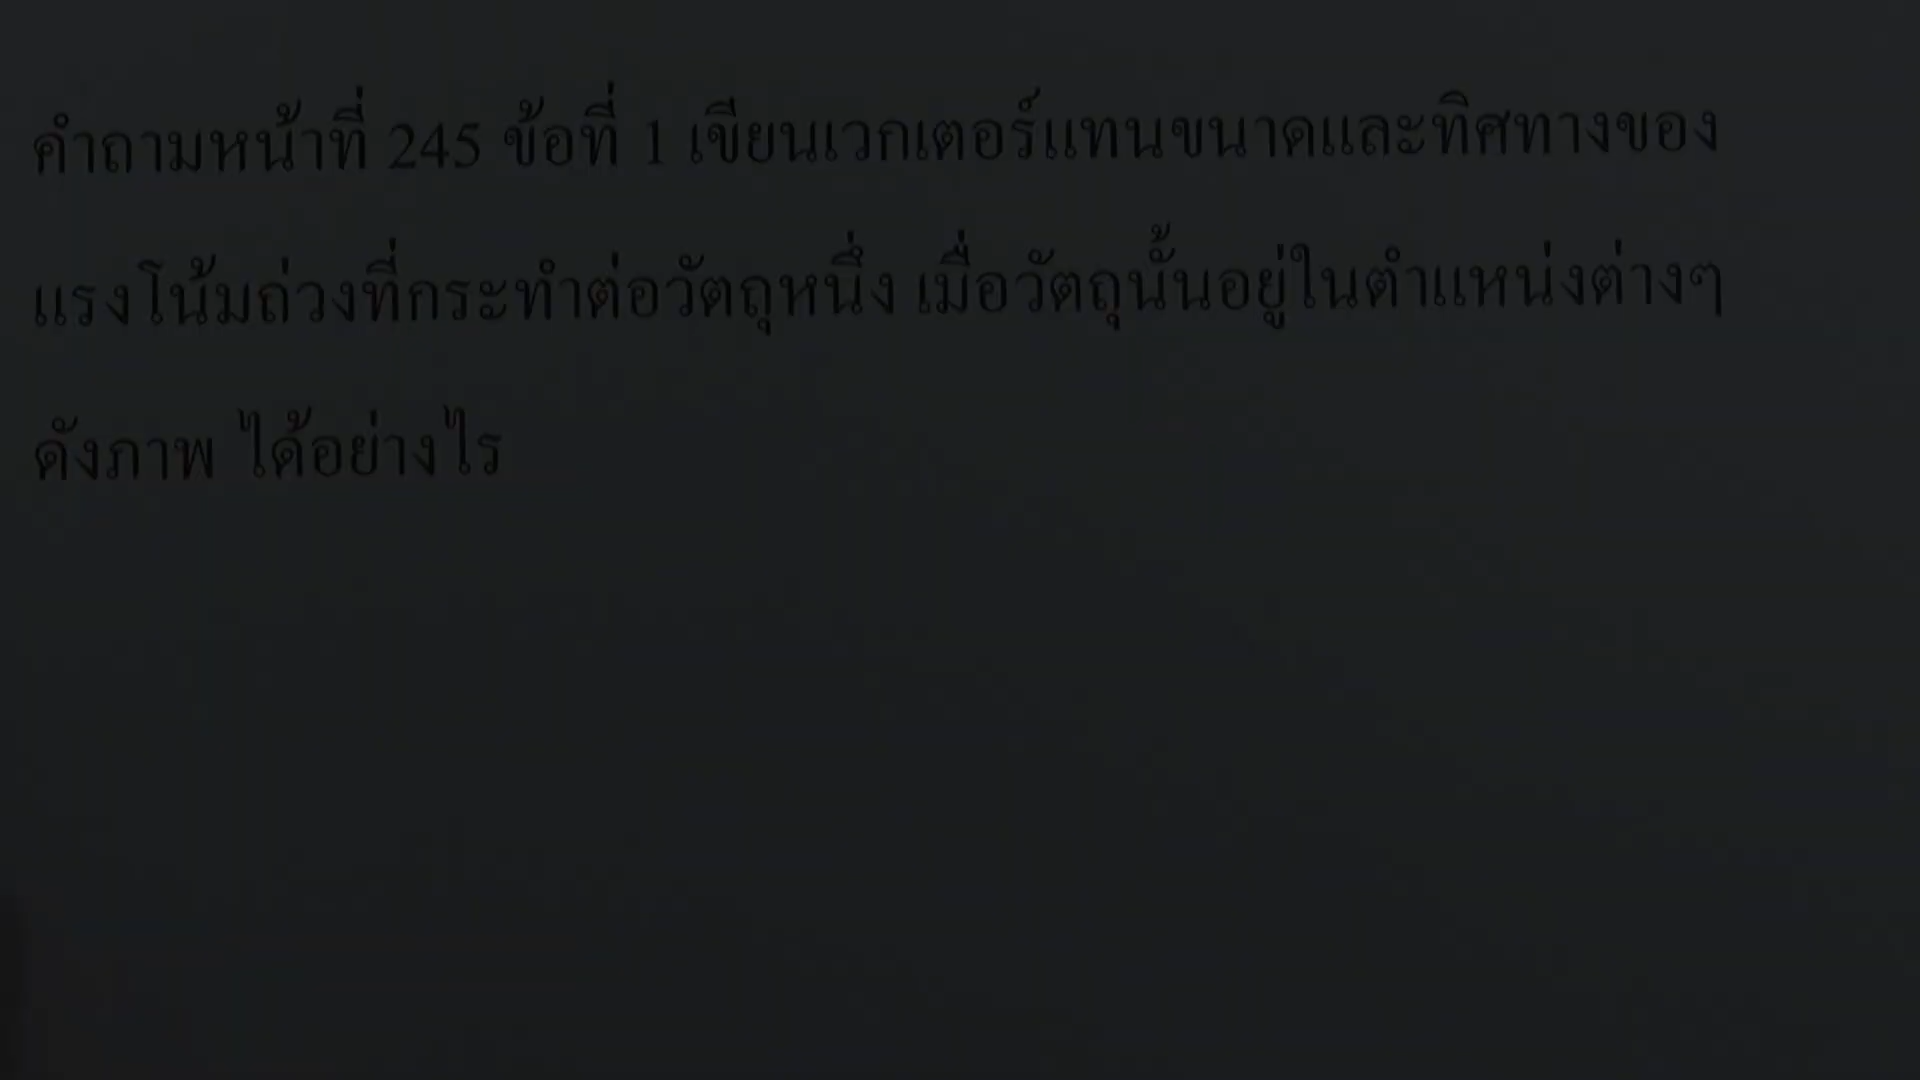 คำถามหน้าที่ 245 ข้อที่ 1 เขียนเวกเตอร์แทนขนาดและทิศทางของ
แรงโน้มถ่วงที่กระทำต่อวัตถุหนึ่ง เมื่อวัตถุนั้นอยู่ในตำแหน่งต่างๆ
ดังภาพ ได้อย่างไร